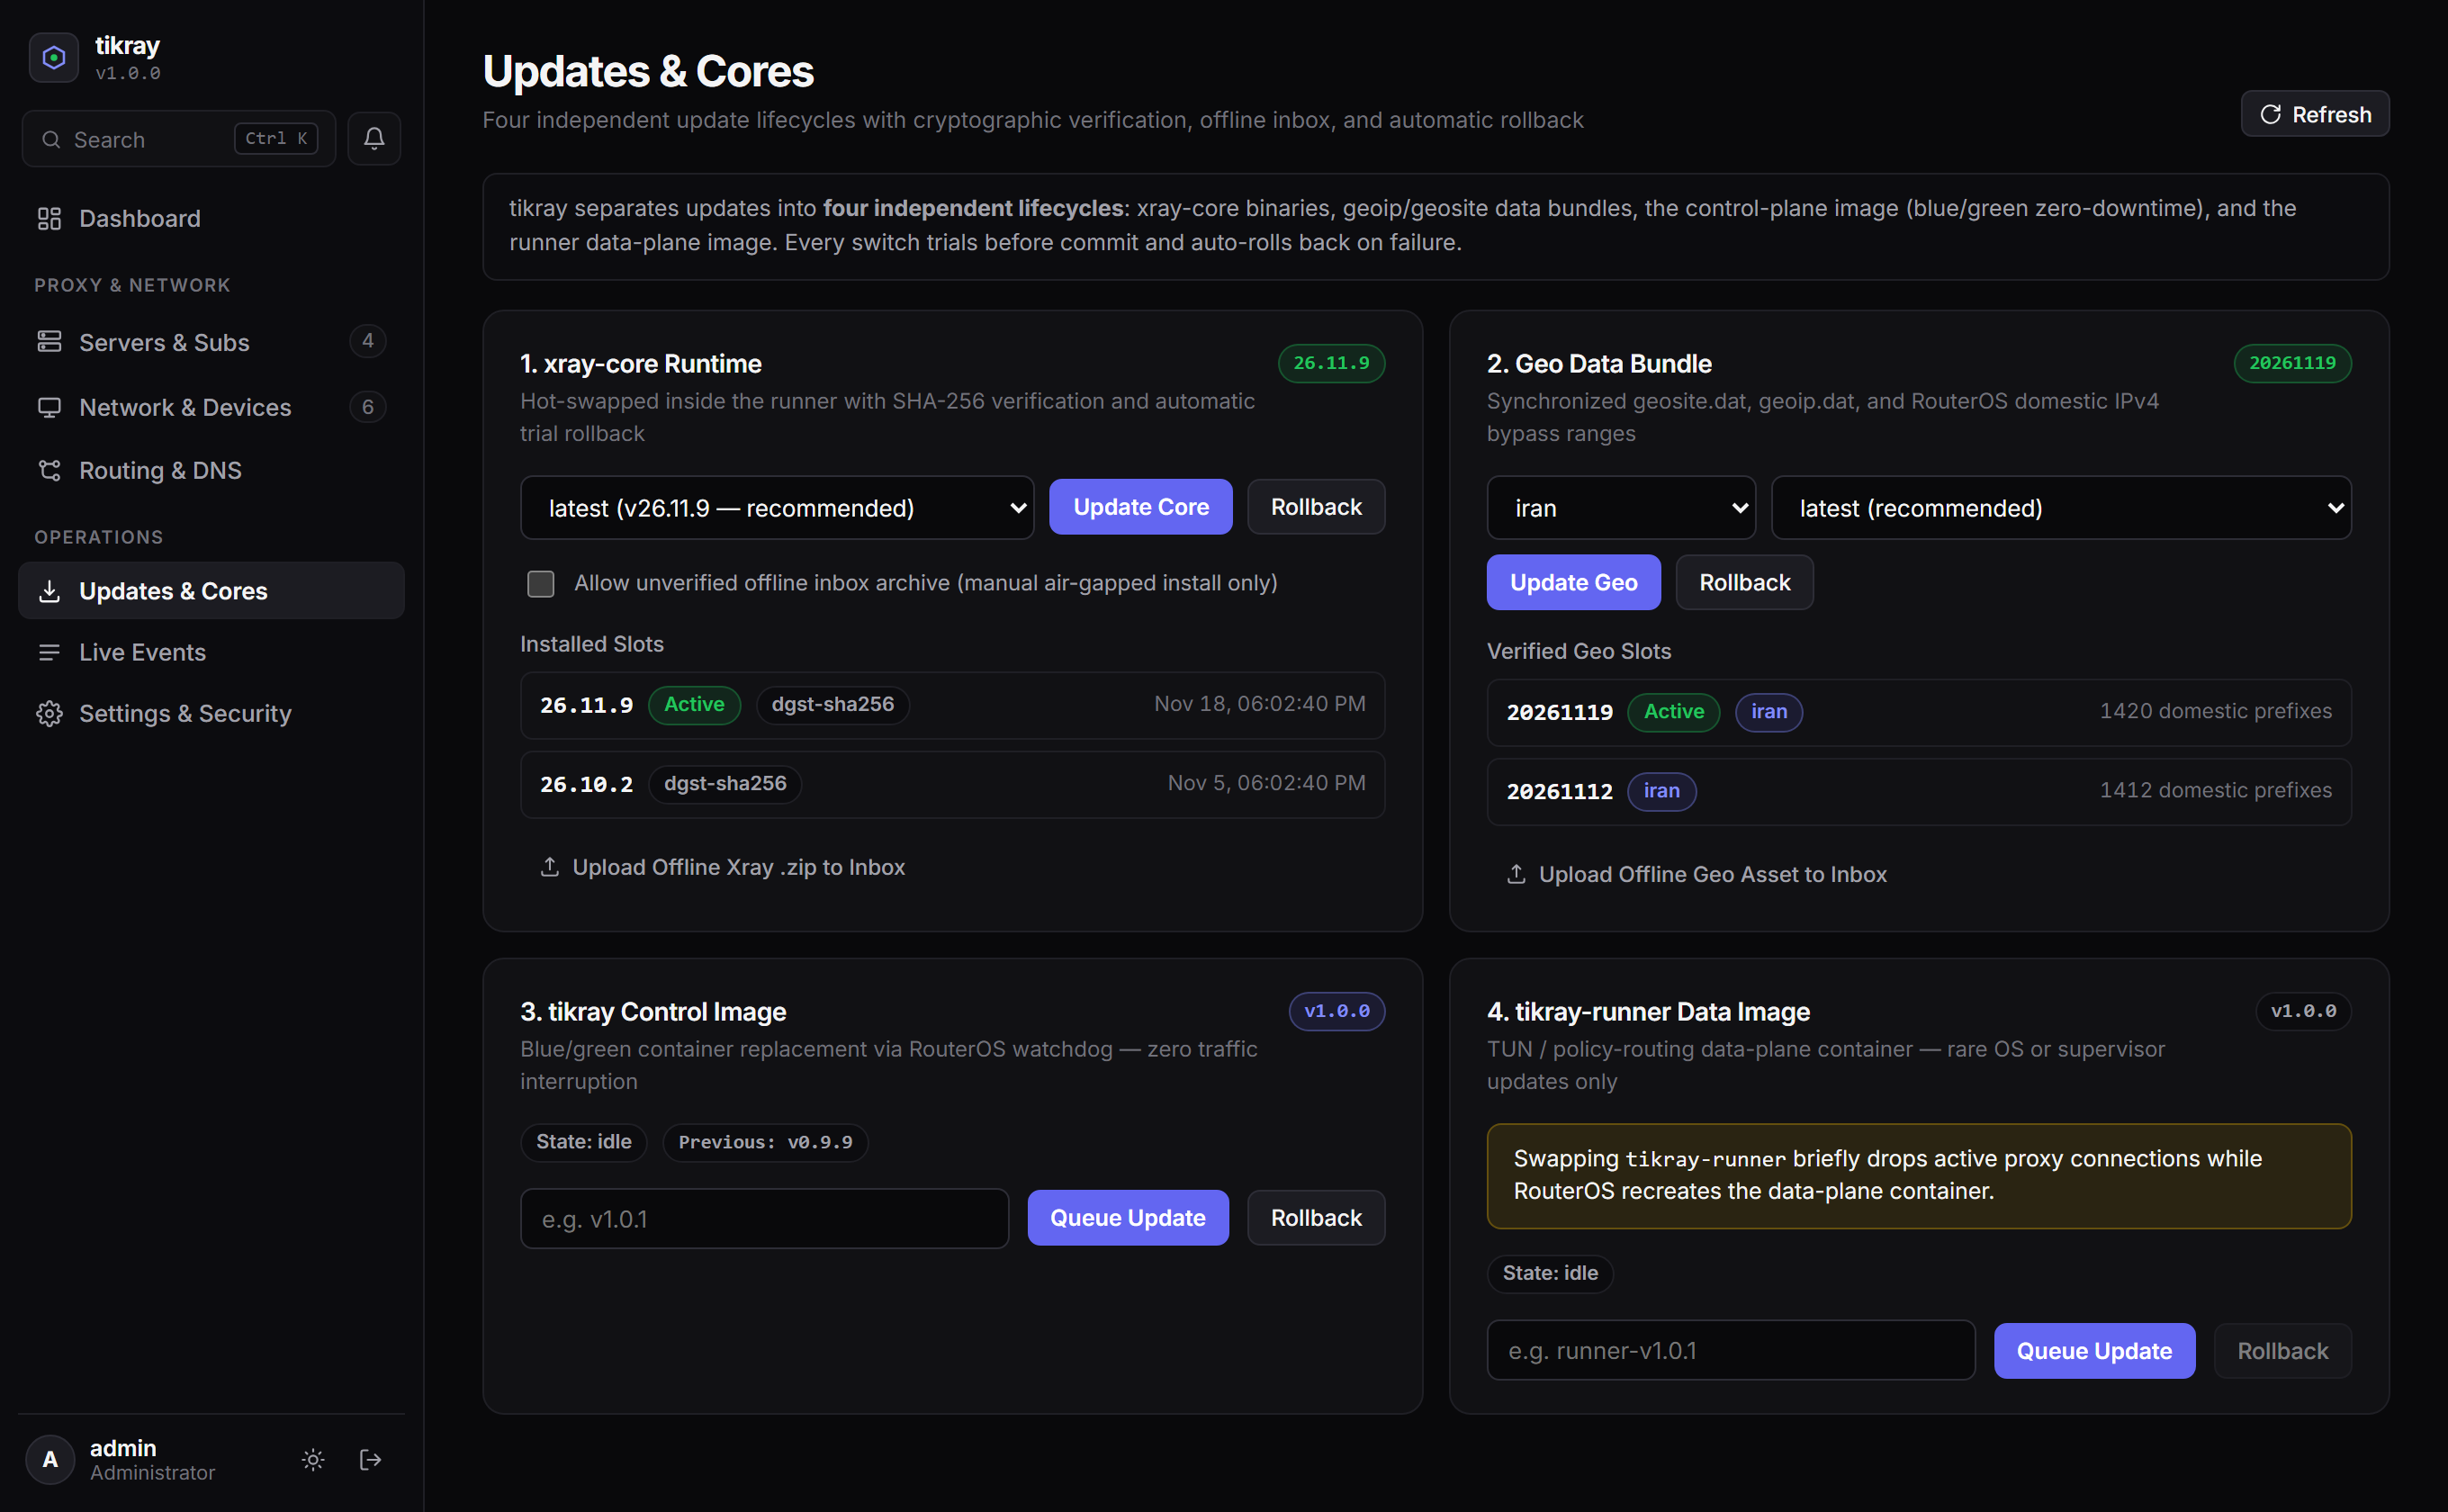 tikray
v1.0.0
Search
Ctrl K
Dashboard
PROXY & NETWORK
Servers & Subs
4
Network & Devices
6
Routing & DNS
OPERATIONS
Updates & Cores
Live Events
Settings & Security
A
admin
Administrator
Updates & Cores
Four independent update lifecycles with cryptographic verification, offline inbox, and automatic rollback
Refresh
tikray separates updates into four independent lifecycles: xray-core binaries, geoip/geosite data bundles, the control-plane image (blue/green zero-downtime), and the
runner data-plane image. Every switch trials before commit and auto-rolls back on failure.
1. xray-core Runtime
26.11.9
Hot-swapped inside the runner with SHA-256 verification and automatic
trial rollback
latest (v26.11.9 — recommended)
Update Core
Rollback
Allow unverified offline inbox archive (manual air-gapped install only)
Installed Slots
26.11.9 Active dgst-sha256 Nov 18, 06:02:40 PM
26.10.2 dgst-sha256 Nov 5, 06:02:40 PM
Upload Offline Xray .zip to Inbox
2. Geo Data Bundle
20261119
Synchronized geosite.dat, geoip.dat, and RouterOS domestic IPv4
bypass ranges
iran
latest (recommended)
Update Geo
Rollback
Verified Geo Slots
20261119 Active iran 1420 domestic prefixes
20261112 iran 1412 domestic prefixes
Upload Offline Geo Asset to Inbox
3. tikray Control Image
v1.0.0
Blue/green container replacement via RouterOS watchdog — zero traffic
interruption
State: idle
Previous: v0.9.9
e.g. v1.0.1
Queue Update
Rollback
4. tikray-runner Data Image
v1.0.0
TUN / policy-routing data-plane container — rare OS or supervisor
updates only
Swapping tikray-runner briefly drops active proxy connections while
RouterOS recreates the data-plane container.
State: idle
e.g. runner-v1.0.1
Queue Update
Rollback